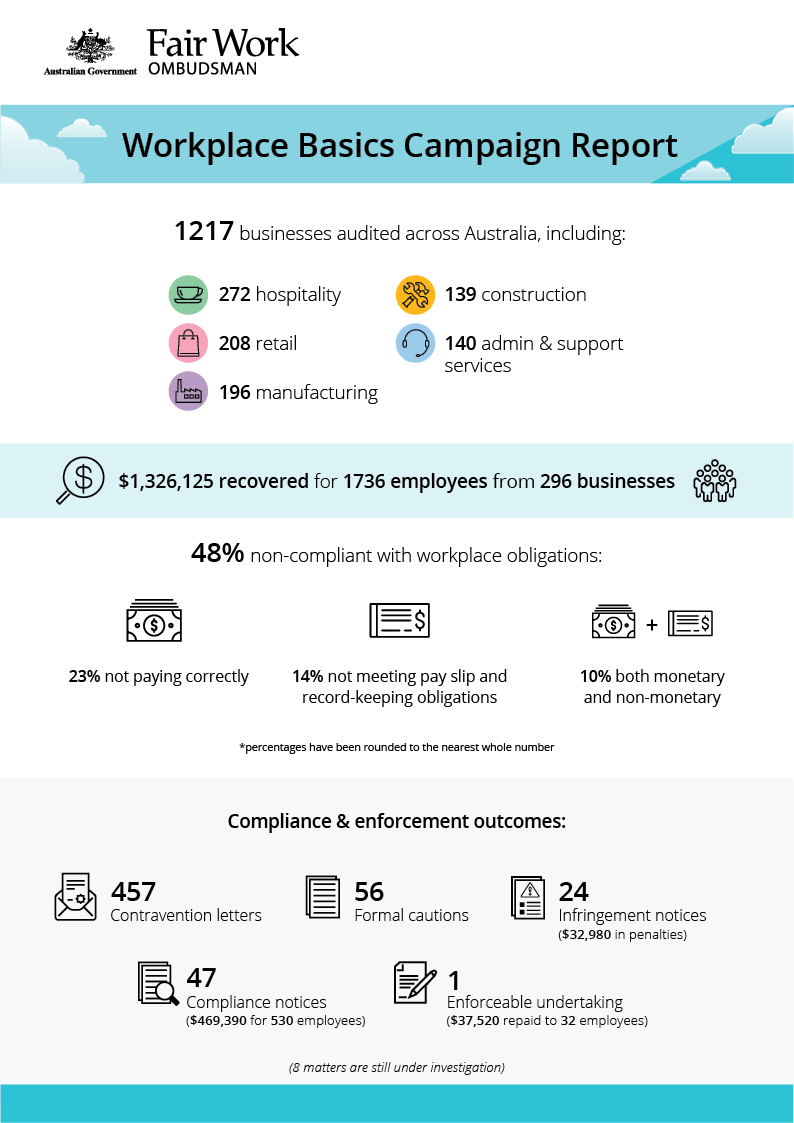 Australian Government
Fair Work
OMBUDSMAN
Workplace Basics Campaign Report
1217 businesses audited across Australia, including:
272 hospitality
208 retail
196 manufacturing
139 construction
140 admin & support
services
$1,326,125 recovered for 1736 employees from 296 businesses
48% non-compliant with workplace obligations:
23% not paying correctly
14% not meeting pay slip and
record-keeping obligations
10% both monetary
and non-monetary
*percentages have been rounded to the nearest whole number
Compliance & enforcement outcomes:
457
Contravention letters
56
Formal cautions
24
Infringement notices
($32,980 in penalties)
47
Compliance notices
($469,390 for 530 employees)
1
Enforceable undertaking
($37,520 repaid to 32 employees)
(8 matters are still under investigation)